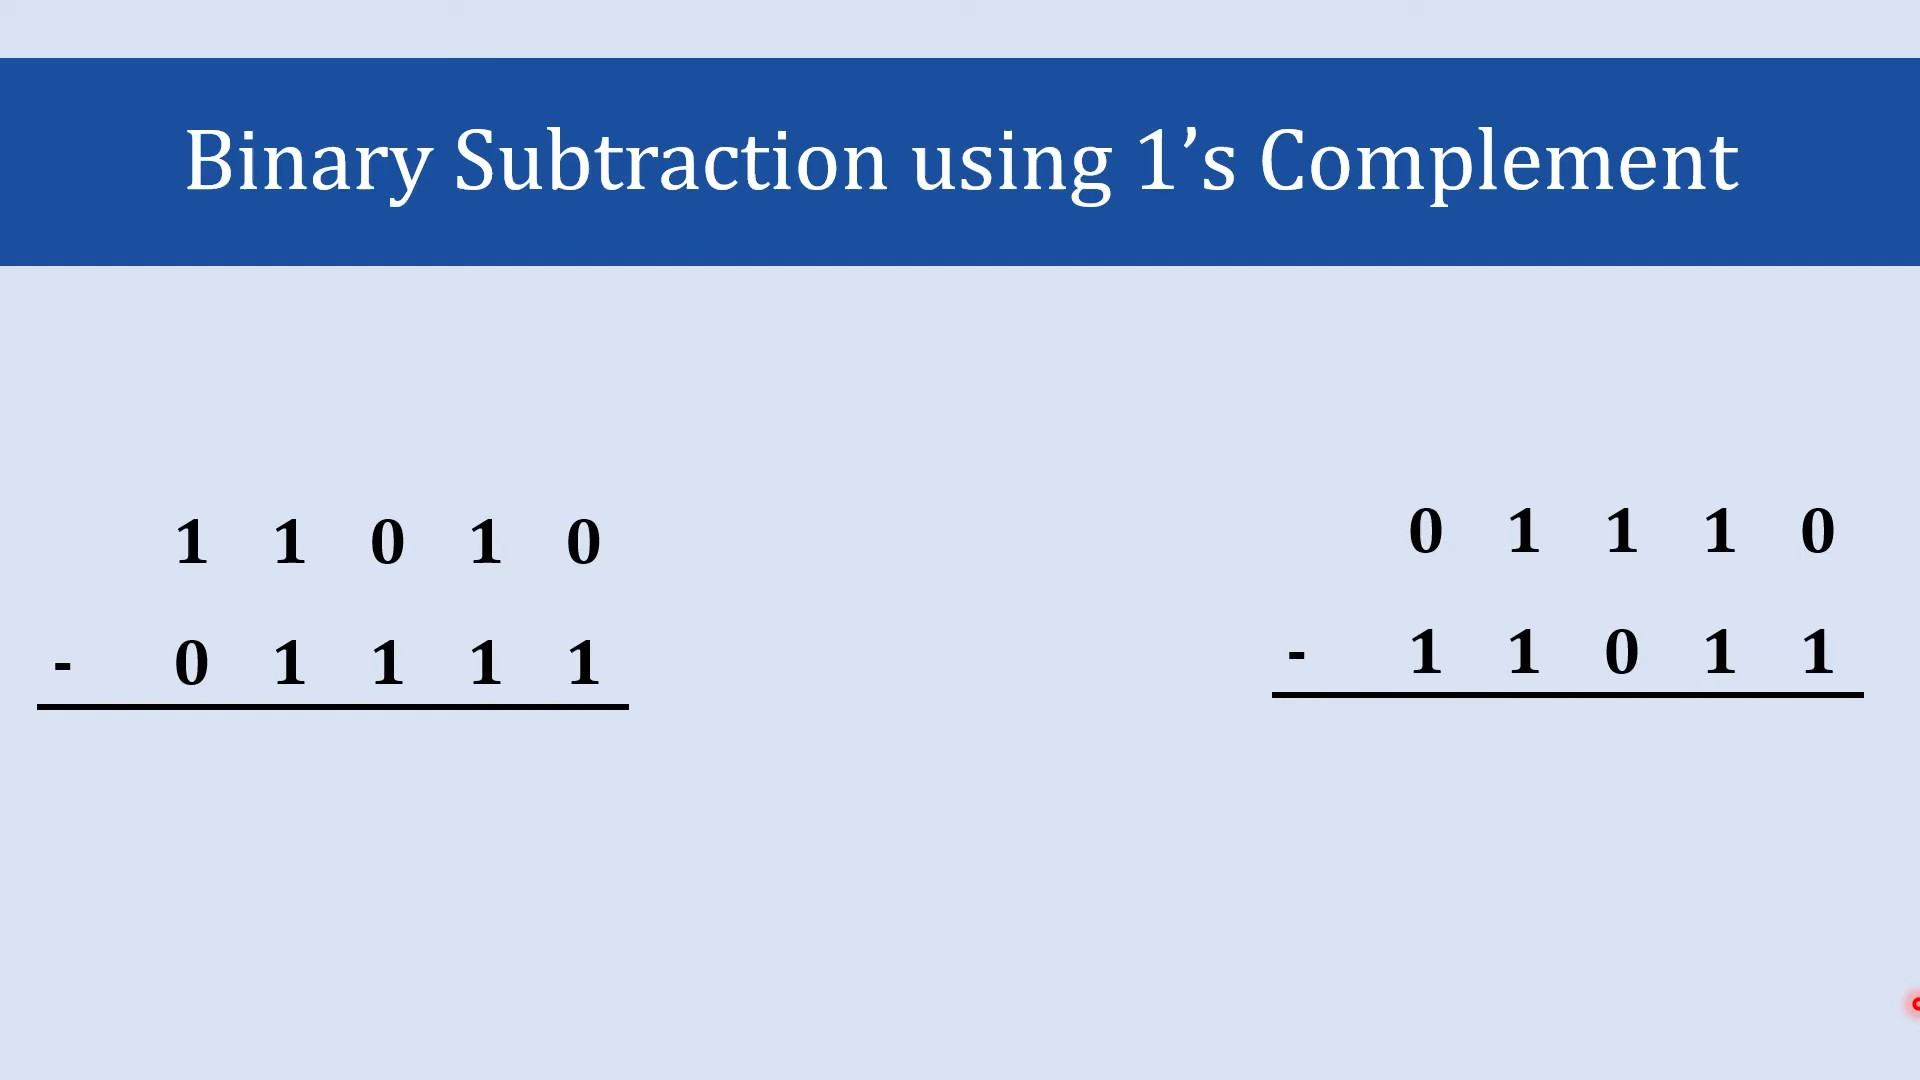 Binary Subtraction using 1’s Complement
1 1 0 1 0
- 0 1 1 1 1
0 1 1 1 0
- 1 1 0 1 1